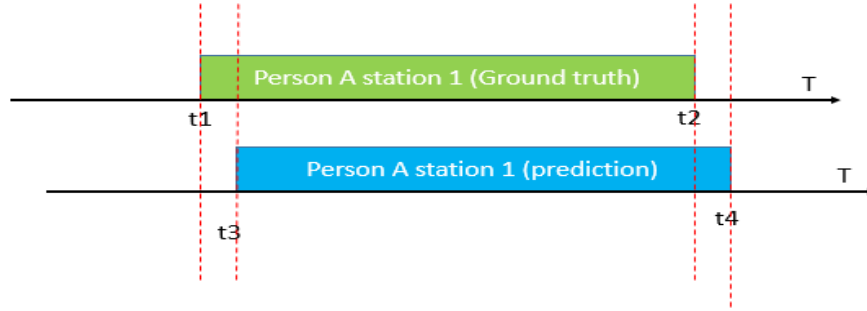 Person A station 1 (Ground truth)
T
t1
t2
Person A station 1 (prediction)
T
t3
t4